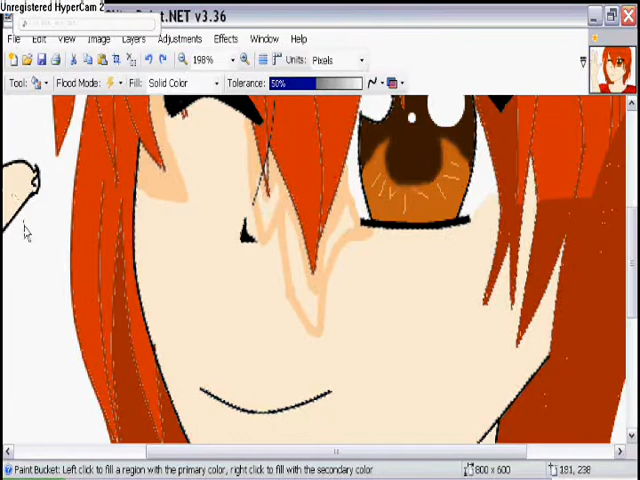 Unregistered HyperCam 2
Paint.NET v3.36
File Edit View Image Layers Adjustments Effects Window Help
198% Units: Pixels
Tool: Flood Mode: Fill: Solid Color Tolerance: 50%
Paint Bucket: Left click to fill a region with the primary color, right click to fill with the secondary color 800 x 600 181, 238